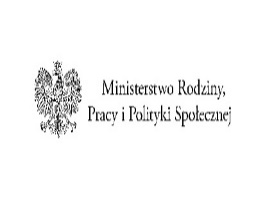 Ministerstwo Rodziny,
Pracy i Polityki Społecznej